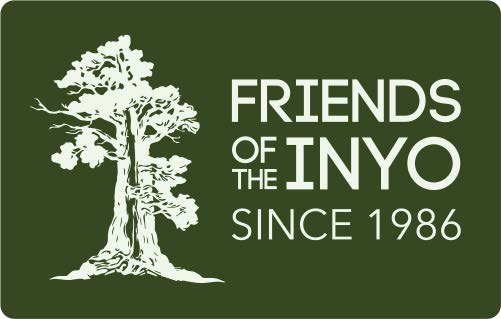 FRIENDS
OF THE INYO
SINCE 1986